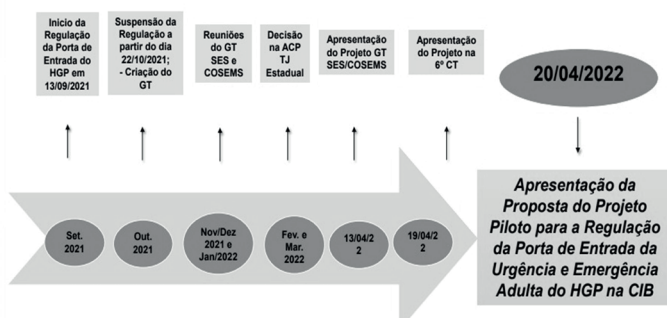 Inicio da
Regulação
da Porta de
Entrada do
HGP em
13/09/2021
Suspensão da
Regulação a
partir do dia
22/10/2021;
- Criação do
GT
Reuniões
do GT
SES e
COSEMS
Decisão
na ACP
TJ
Estadual
Apresentação
do Projeto GT
SES/COSEMS
Apresentação
do Projeto na
6º CT
20/04/2022
Set.
2021
Out.
2021
Nov/Dez
2021 e
Jan/2022
Fev. e
Mar.
2022
13/04/2
2
19/04/2
2
Apresentação da
Proposta do Projeto
Piloto para a Regulação
da Porta de Entrada da
Urgência e Emergência
Adulta do HGP na CIB